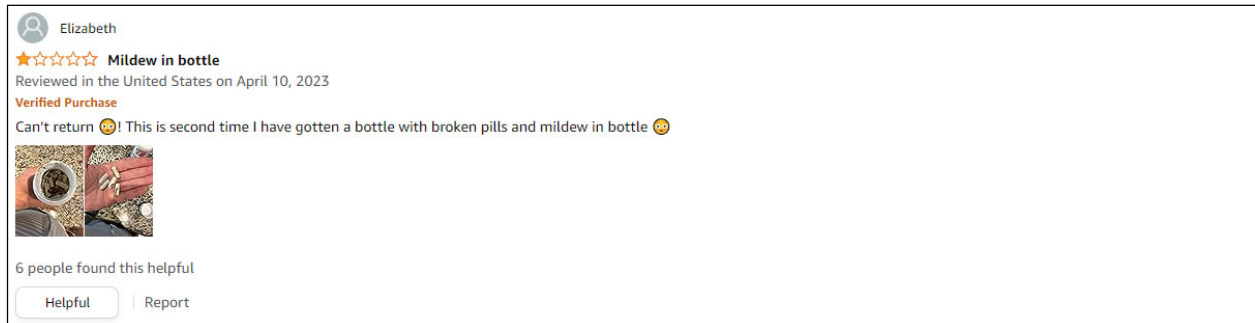 Elizabeth
Mildew in bottle
Reviewed in the United States on April 10, 2023
Verified Purchase
Can't return 😳! This is second time I have gotten a bottle with broken pills and mildew in bottle 😳
6 people found this helpful
Helpful Report